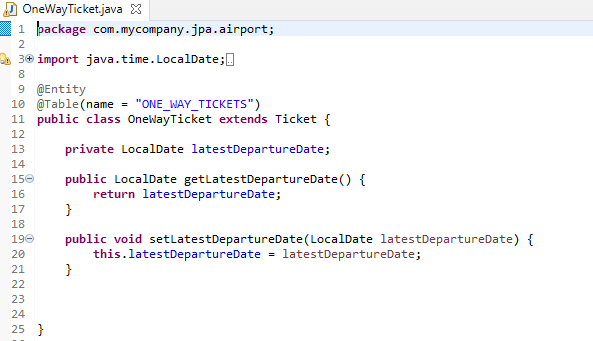 OneWayTicket.java
1 package com.mycompany.jpa.airport;
2
3 import java.time.LocalDate;
8
9 @Entity
10 @Table(name = "ONE_WAY_TICKETS")
11 public class OneWayTicket extends Ticket {
12
13     private LocalDate latestDepartureDate;
14
15     public LocalDate getLatestDepartureDate() {
16         return latestDepartureDate;
17     }
18
19     public void setLatestDepartureDate(LocalDate latestDepartureDate) {
20         this.latestDepartureDate = latestDepartureDate;
21     }
22
23
24
25 }